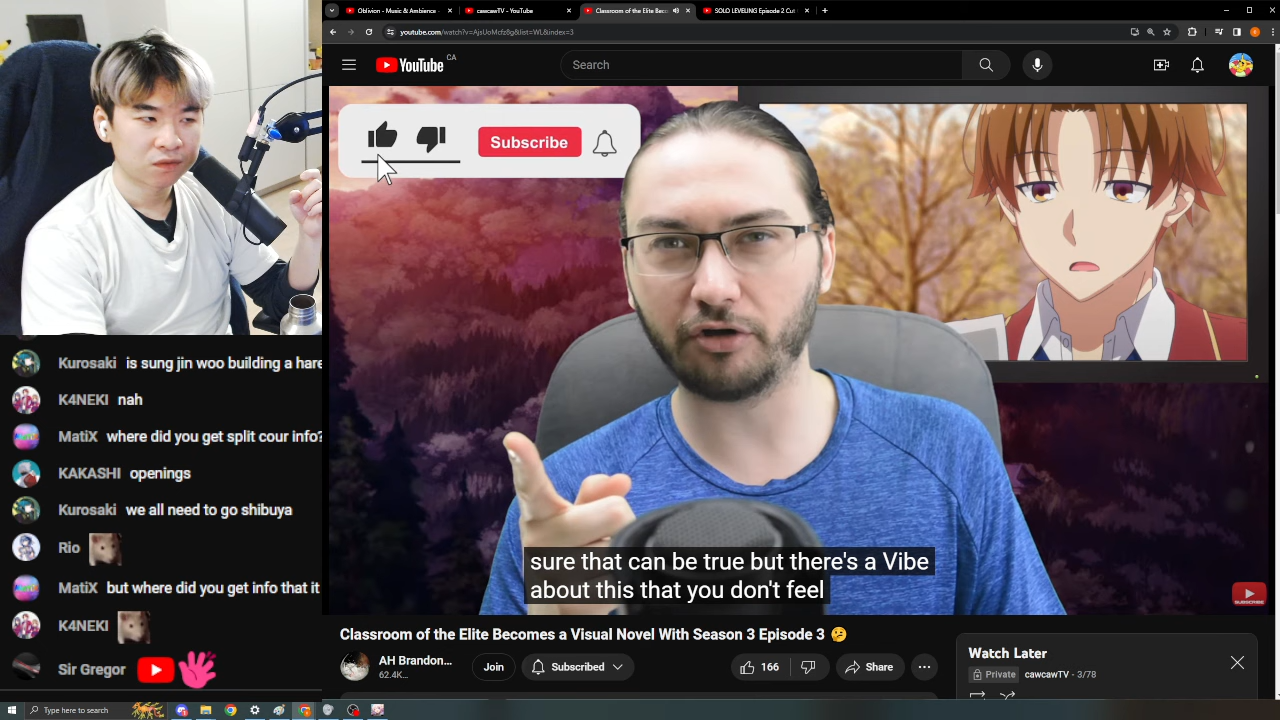 Oblivion - Music & Ambience -
cawcawTV - YouTube
Classroom of the Elite Beco
SOLO LEVELING Episode 2 Cut
youtube.com/watch?v=AjsUoMcfz8g&list=WL&index=3
YouTube CA
Search
Subscribe
sure that can be true but there's a Vibe
about this that you don't feel
SUBSCRIBE
Classroom of the Elite Becomes a Visual Novel With Season 3 Episode 3
AH Brandon...
62.4K...
Join
Subscribed
166
Share
Watch Later
Private cawcawTV - 3/78
Kurosaki is sung jin woo building a hare
K4NEKI nah
MatiX where did you get split cour info?
KAKASHI openings
Kurosaki we all need to go shibuya
Rio
MatiX but where did you get info that it
K4NEKI
Sir Gregor
Type here to search